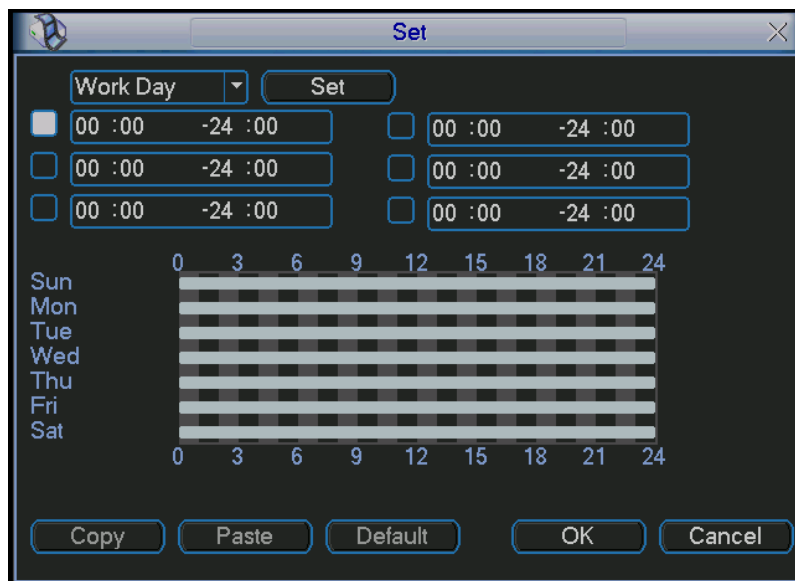 Set
Work Day Set
00 :00 -24 :00 00 :00 -24 :00
00 :00 -24 :00 00 :00 -24 :00
00 :00 -24 :00 00 :00 -24 :00
0 3 6 9 12 15 18 21 24
Sun
Mon
Tue
Wed
Thu
Fri
Sat
0 3 6 9 12 15 18 21 24
Copy Paste Default OK Cancel